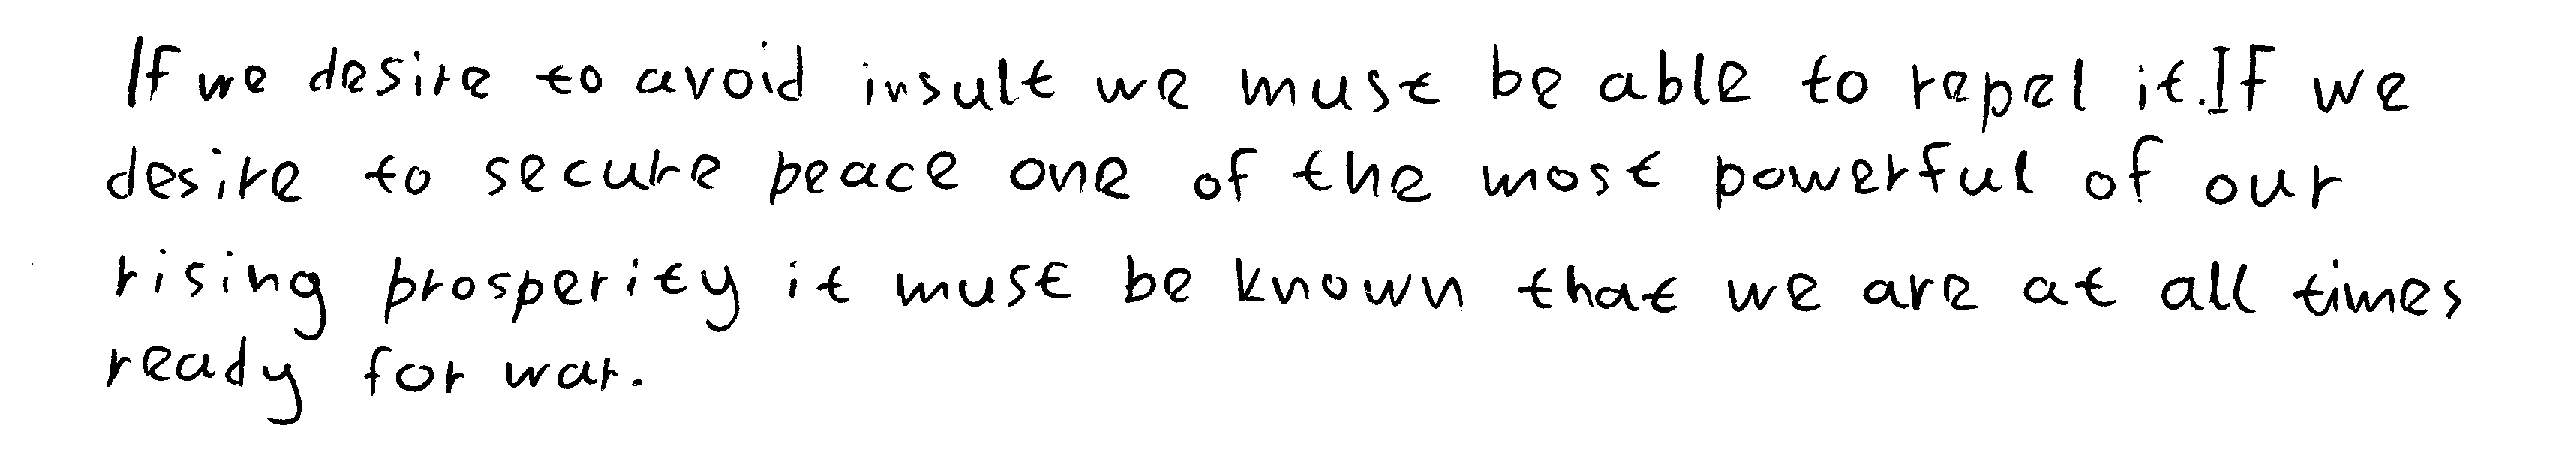 If we desire to avoid insult we must be able to repel it.If we
desire to secure peace one of the most powerful of our
rising prosperity it must be known that we are at all times
ready for war.